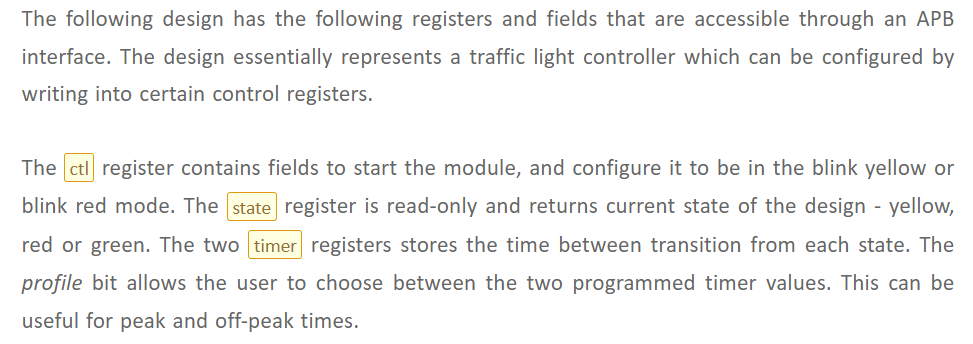 The following design has the following registers and fields that are accessible through an APB
interface. The design essentially represents a traffic light controller which can be configured by
writing into certain control registers.
The ctl register contains fields to start the module, and configure it to be in the blink yellow or
blink red mode. The state register is read-only and returns current state of the design - yellow,
red or green. The two timer registers stores the time between transition from each state. The
profile bit allows the user to choose between the two programmed timer values. This can be
useful for peak and off-peak times.